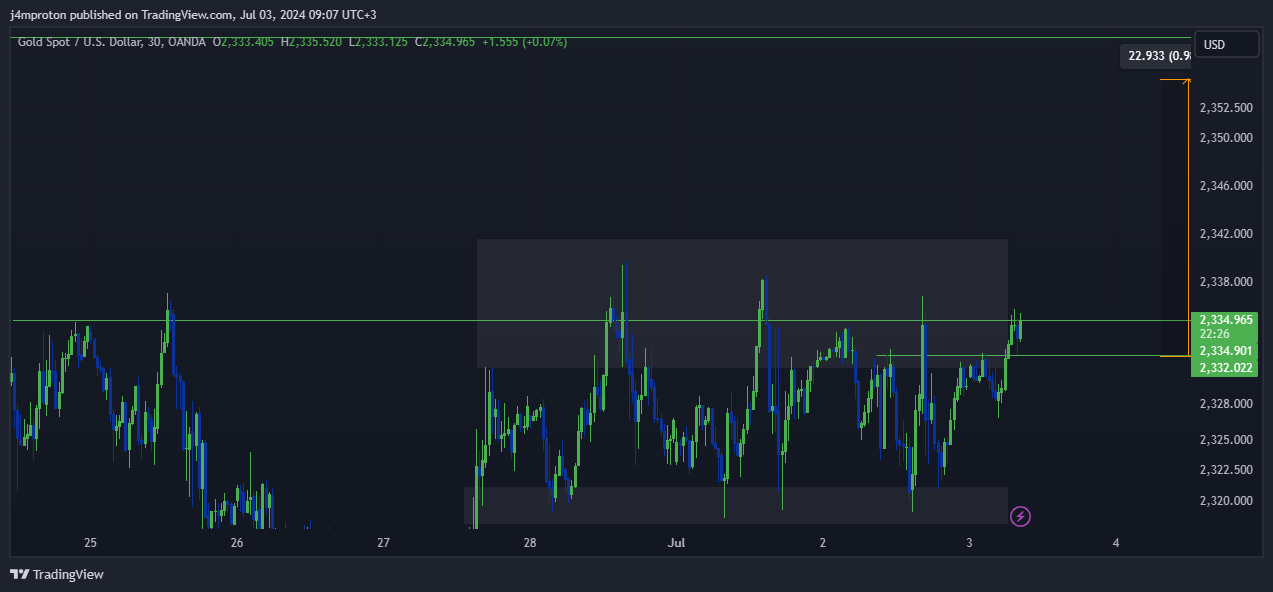 j4mproton published on TradingView.com, Jul 03, 2024 09:07 UTC+3
Gold Spot / U.S. Dollar, 30, OANDA O2,333.405 H2,335.520 L2,333.125 C2,334.965 +1.555 (+0.07%)
USD
22.933 (0.9
2,352.500
2,350.000
2,346.000
2,342.000
2,338.000
2,334.965
22:26
2,334.901
2,332.022
2,328.000
2,325.000
2,322.500
2,320.000
25 26 27 28 Jul 2 3 4
TradingView